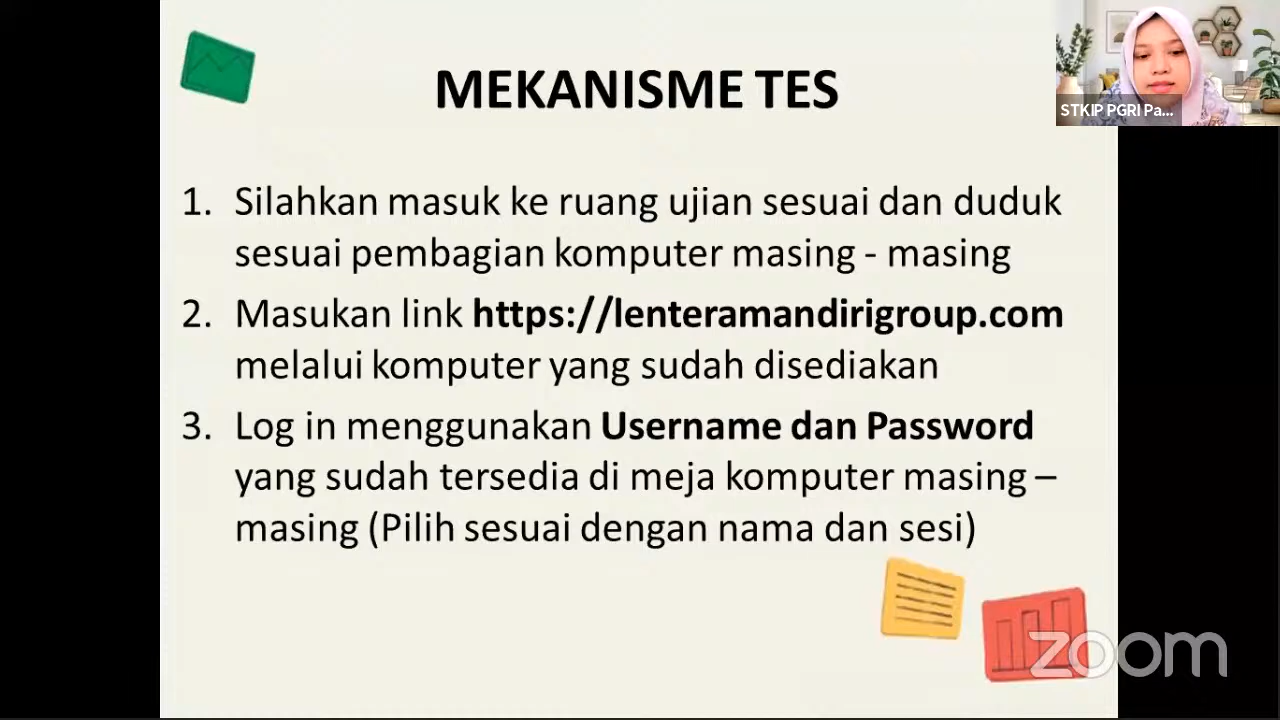 MEKANISME TES
STKIP PGRI Pa...
1. Silahkan masuk ke ruang ujian sesuai dan duduk
sesuai pembagian komputer masing - masing
2. Masukan link https://lenteramandirigroup.com
melalui komputer yang sudah disediakan
3. Log in menggunakan Username dan Password
yang sudah tersedia di meja komputer masing –
masing (Pilih sesuai dengan nama dan sesi)
zoom